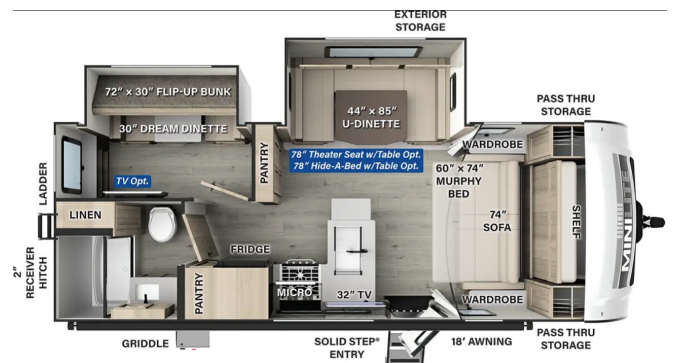 EXTERIOR
STORAGE
72" x 30" FLIP-UP BUNK
30" DREAM DINETTE
44" x 85"
U-DINETTE
PASS THRU
STORAGE
WARDROBE
78" Theater Seat w/Table Opt.
78" Hide-A-Bed w/Table Opt.
PANTRY
TV Opt.
60" x 74"
MURPHY
BED
LADDER
LINEN
74"
SOFA
SHELF
MINI LITE
2"
RECEIVER
HITCH
FRIDGE
PANTRY
MICRO
32" TV
WARDROBE
GRIDDLE
SOLID STEP®
ENTRY
18' AWNING
PASS THRU
STORAGE